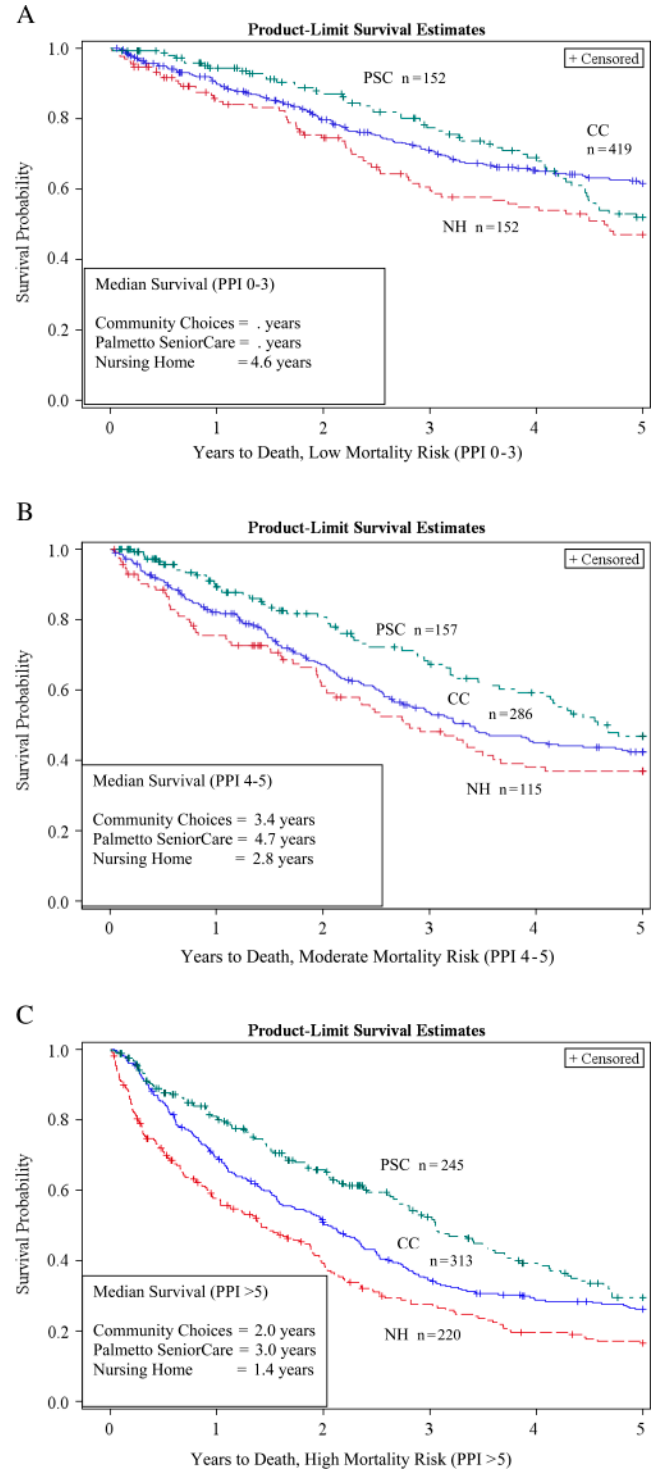 A
Product-Limit Survival Estimates
+ Censored
1.0
0.8
0.6
0.4
0.2
0.0
Survival Probability
PSC n=152
CC
n=419
NH n=152
Median Survival (PPI 0-3)
Community Choices = . years
Palmetto SeniorCare = . years
Nursing Home = 4.6 years
0 1 2 3 4 5
Years to Death, Low Mortality Risk (PPI 0-3)
B
Product-Limit Survival Estimates
+ Censored
1.0
0.8
0.6
0.4
0.2
0.0
Survival Probability
PSC n=157
CC
n=286
NH n=115
Median Survival (PPI 4-5)
Community Choices = 3.4 years
Palmetto SeniorCare = 4.7 years
Nursing Home = 2.8 years
0 1 2 3 4 5
Years to Death, Moderate Mortality Risk (PPI 4-5)
C
Product-Limit Survival Estimates
+ Censored
1.0
0.8
0.6
0.4
0.2
0.0
Survival Probability
PSC n=245
CC
n=313
NH n=220
Median Survival (PPI >5)
Community Choices = 2.0 years
Palmetto SeniorCare = 3.0 years
Nursing Home = 1.4 years
0 1 2 3 4 5
Years to Death, High Mortality Risk (PPI >5)